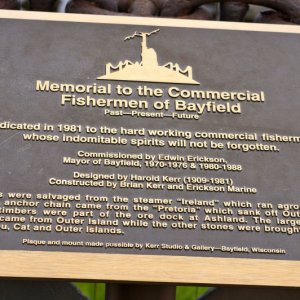 Memorial to the Commercial
Fishermen of Bayfield
Past—Present—Future
dicated in 1981 to the hard working commercial fisherm
whose indomitable spirits will not be forgotten.
Commissioned by Edwin Erickson,
Mayor of Bayfield, 1970-1976 & 1980-1988
Designed by Harold Kerr (1909-1981)
Constructed by Brian Kerr and Erickson Marine
s were salvaged from the steamer "Ireland" which ran agro
anchor chain came from the "Pretoria" which sank off Ou
timbers were part of the ore dock at Ashland. The large
came from Outer Island while the other stones were brough
ou, Cat and Outer Islands.
Plaque and mount made possible by Kerr Studio & Gallery—Bayfield, Wisconsin